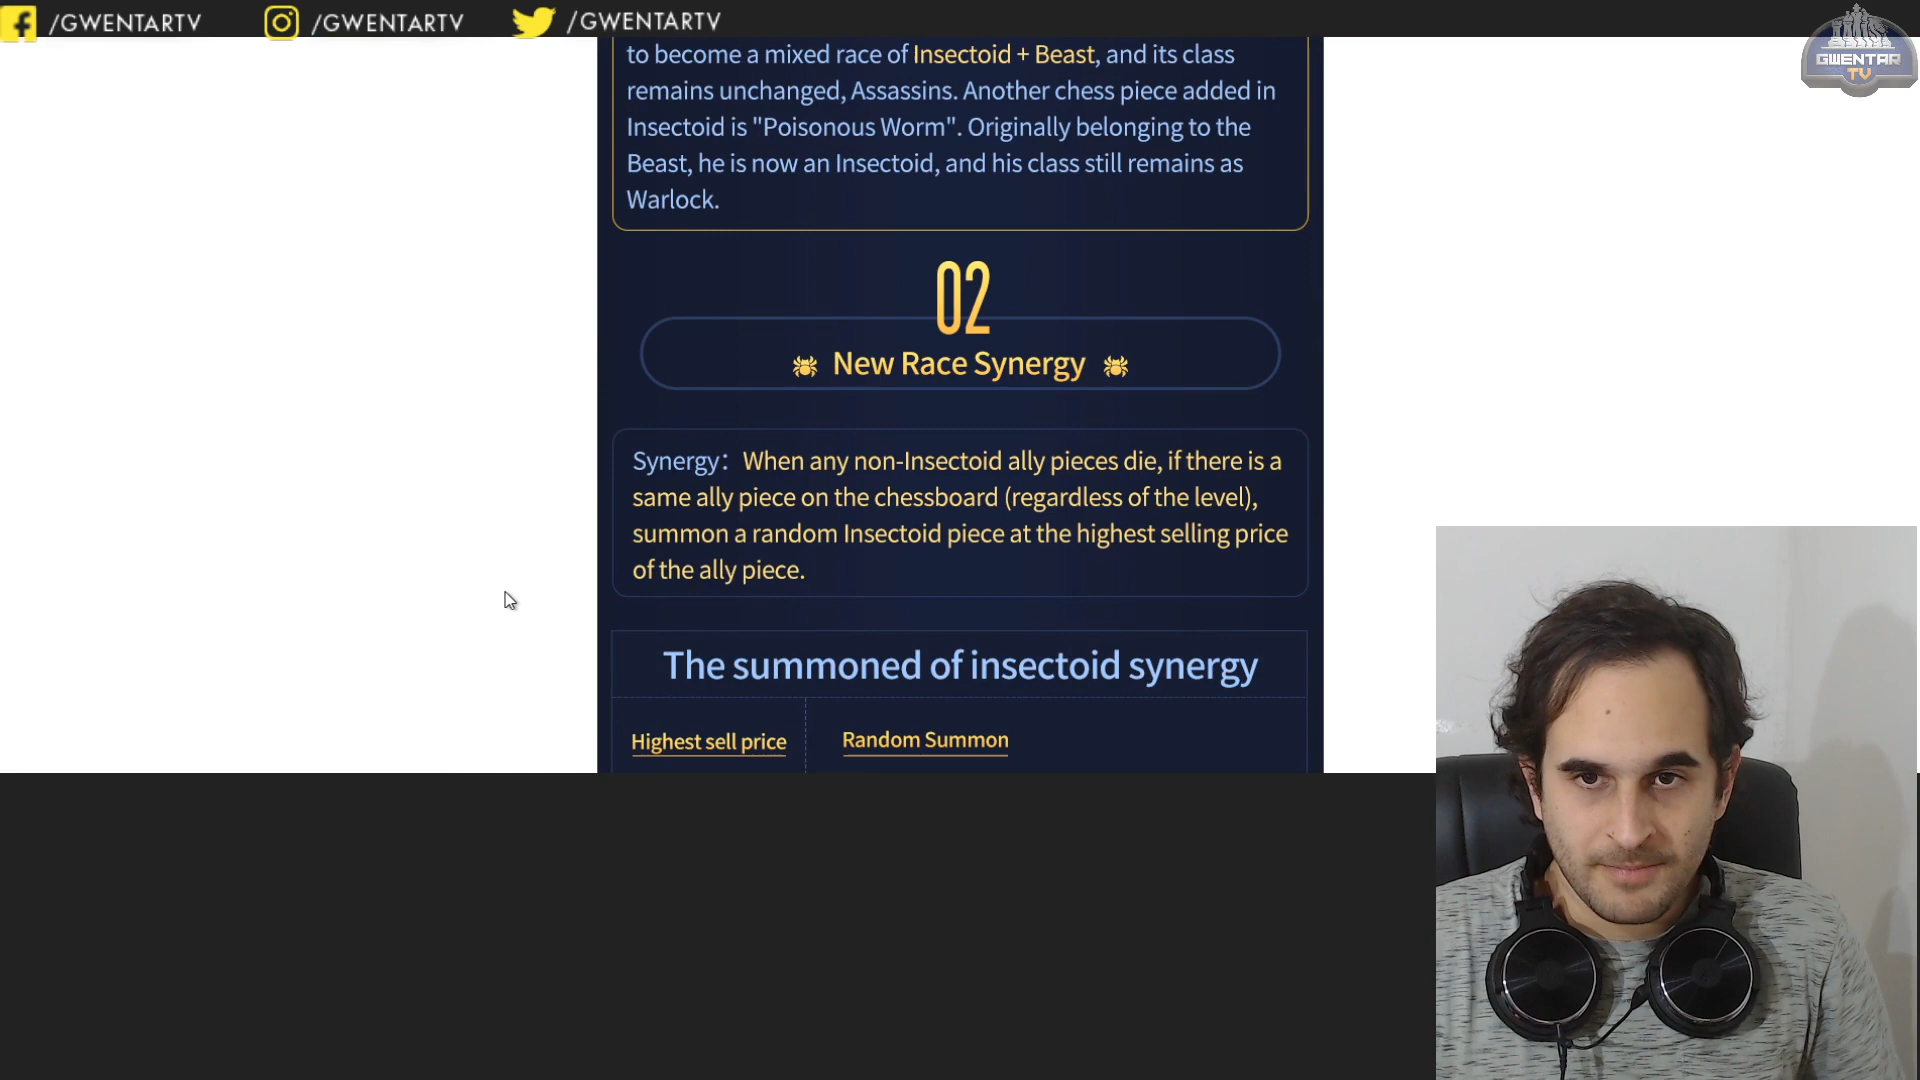 /GWENTARTV /GWENTARTV /GWENTARTV
GWENTAR
TV
to become a mixed race of Insectoid + Beast, and its class
remains unchanged, Assassins. Another chess piece added in
Insectoid is "Poisonous Worm". Originally belonging to the
Beast, he is now an Insectoid, and his class still remains as
Warlock.
02
New Race Synergy
Synergy： When any non-Insectoid ally pieces die, if there is a
same ally piece on the chessboard (regardless of the level),
summon a random Insectoid piece at the highest selling price
of the ally piece.
The summoned of insectoid synergy
Highest sell price Random Summon